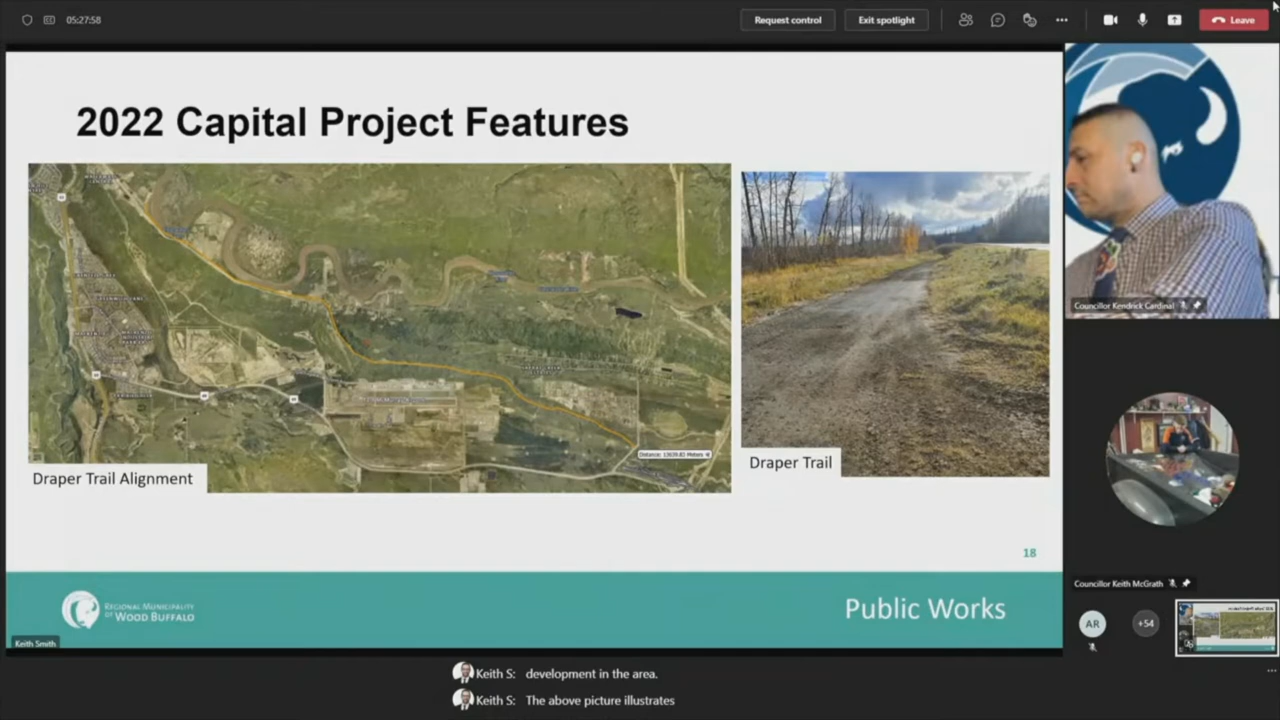 05:27:58
Request control
Exit spotlight
Leave
2022 Capital Project Features
Draper Trail Alignment
Draper Trail
18
REGIONAL MUNICIPALITY
OF WOOD BUFFALO
Public Works
Keith Smith
Councillor Kendrick Cardinal
Councillor Keith McGrath
AR
+54
Keith S: development in the area.
Keith S: The above picture illustrates